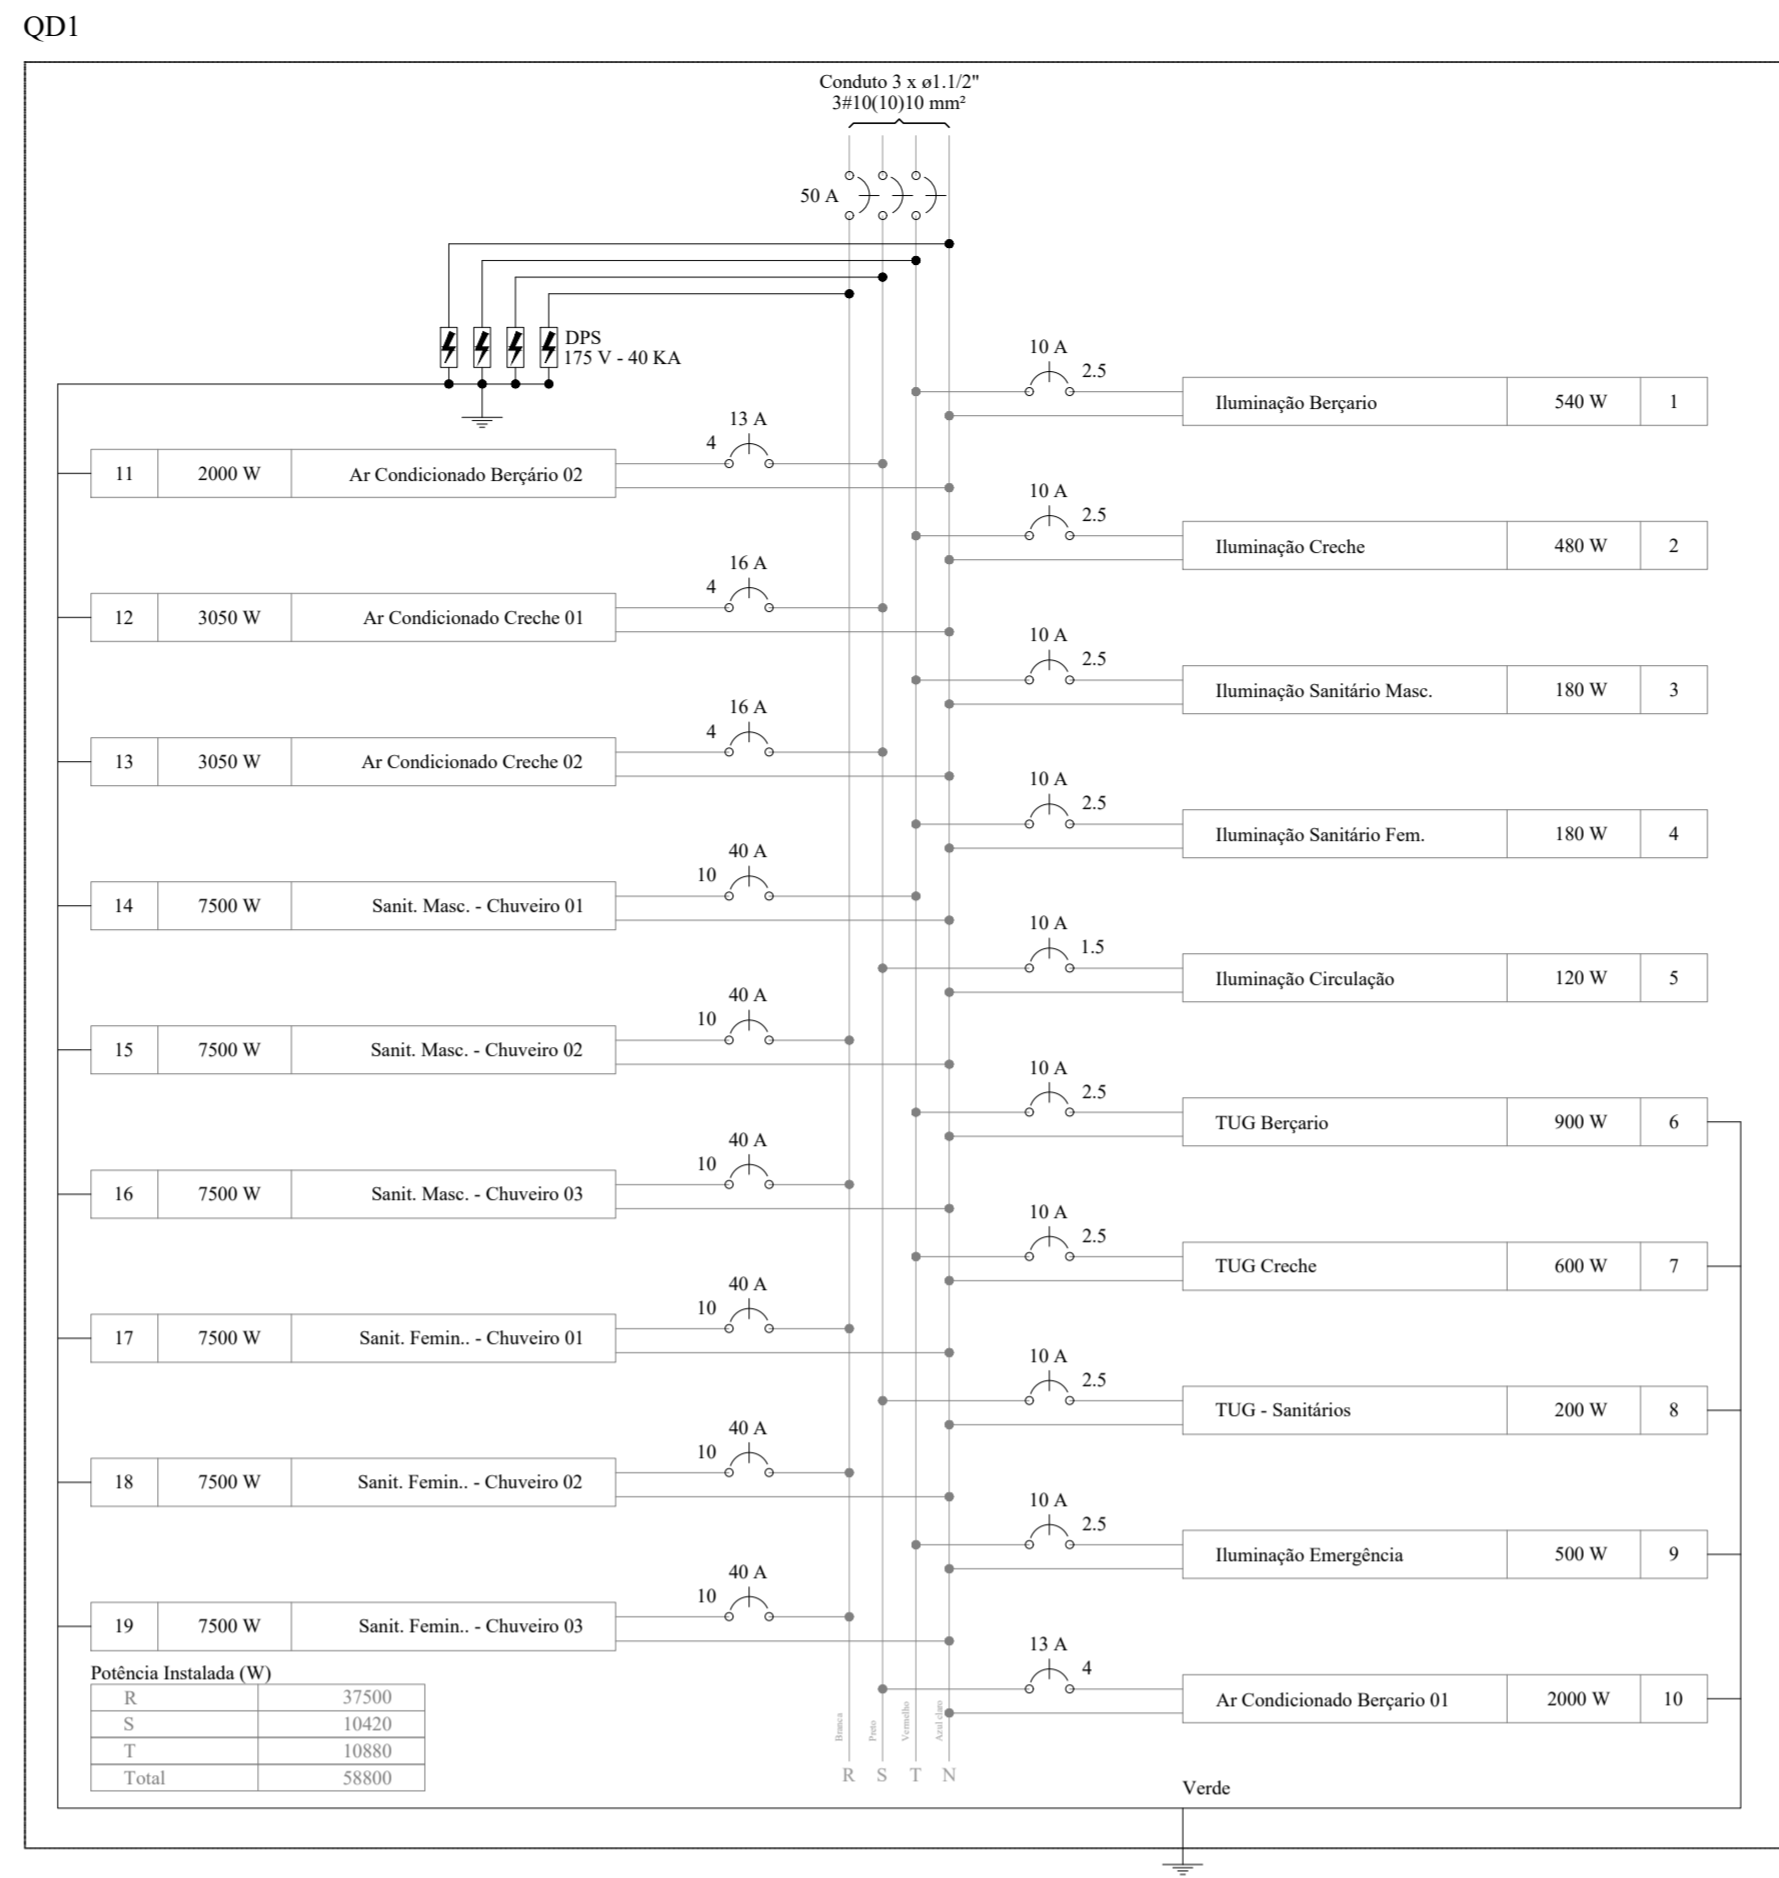 QD1
Conduto 3 x ø1.1/2"
3#10(10)10 mm²
50 A
DPS
175 V - 40 KA
10 A
2.5
Iluminação Berçario 540 W 1
13 A
4
11 2000 W Ar Condicionado Berçário 02
10 A
2.5
Iluminação Creche 480 W 2
16 A
4
12 3050 W Ar Condicionado Creche 01
10 A
2.5
Iluminação Sanitário Masc. 180 W 3
16 A
4
13 3050 W Ar Condicionado Creche 02
10 A
2.5
Iluminação Sanitário Fem. 180 W 4
40 A
10
14 7500 W Sanit. Masc. - Chuveiro 01
10 A
1.5
Iluminação Circulação 120 W 5
40 A
10
15 7500 W Sanit. Masc. - Chuveiro 02
10 A
2.5
TUG Berçario 900 W 6
40 A
10
16 7500 W Sanit. Masc. - Chuveiro 03
10 A
2.5
TUG Creche 600 W 7
40 A
10
17 7500 W Sanit. Femin.. - Chuveiro 01
10 A
2.5
TUG - Sanitários 200 W 8
40 A
10
18 7500 W Sanit. Femin.. - Chuveiro 02
10 A
2.5
Iluminação Emergência 500 W 9
40 A
10
19 7500 W Sanit. Femin.. - Chuveiro 03
13 A
4
Ar Condicionado Berçario 01 2000 W 10
Potência Instalada (W)
R 37500
S 10420
T 10880
Total 58800
Branca
Preto
Vermelho
Azul claro
R S T N
Verde